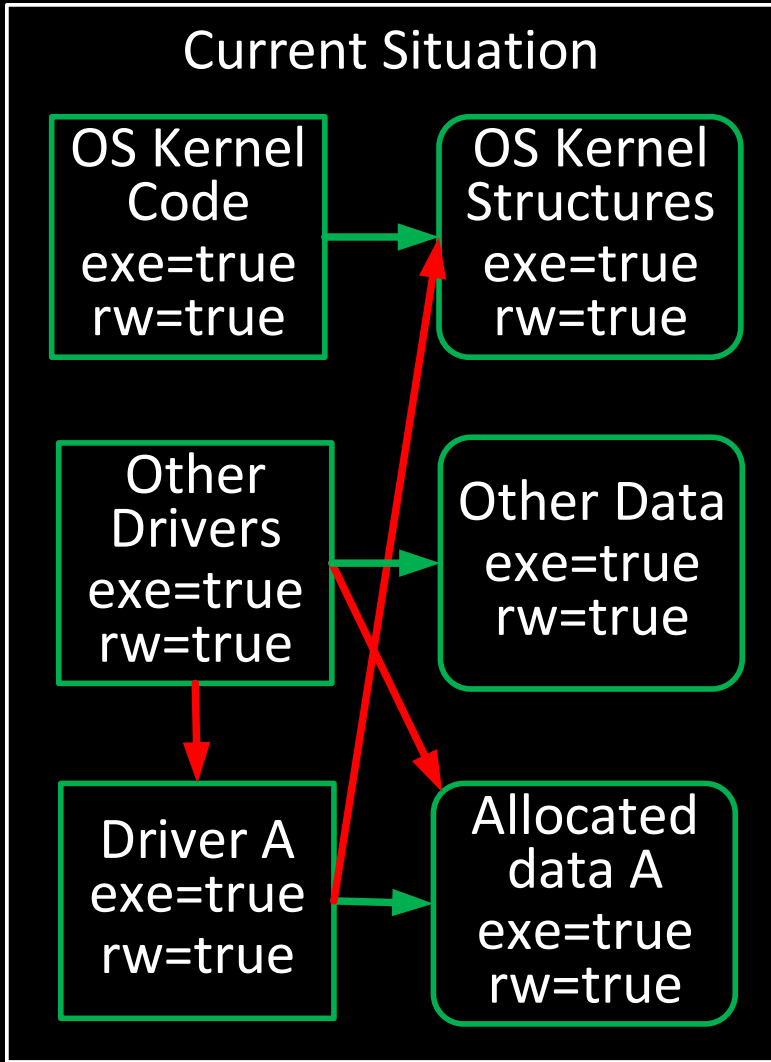 Current Situation
OS Kernel
Code
exe=true
rw=true
OS Kernel
Structures
exe=true
rw=true
Other
Drivers
exe=true
rw=true
Other Data
exe=true
rw=true
Driver A
exe=true
rw=true
Allocated
data A
exe=true
rw=true